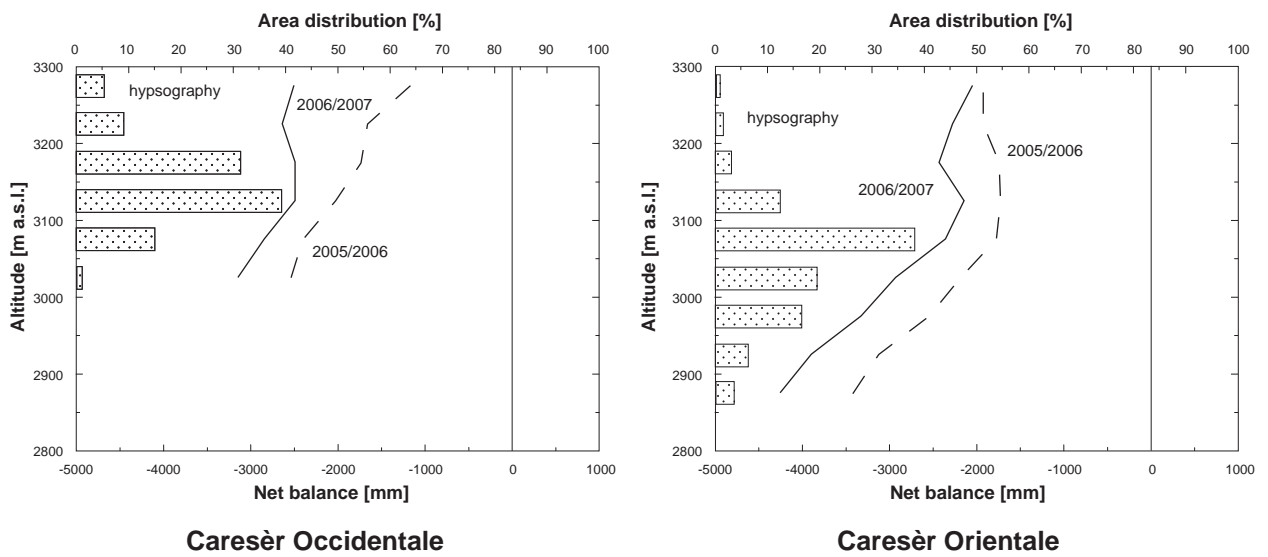 Area distribution [%]
0 10 20 30 40 50 60 70 80 90 100
3300
3200
3100
3000
2900
2800
Altitude [m a.s.l.]
hypsography
2006/2007
2005/2006
-5000 -4000 -3000 -2000 -1000 0 1000
Net balance [mm]
Caresèr Occidentale
Area distribution [%]
0 10 20 30 40 50 60 70 80 90 100
3300
3200
3100
3000
2900
2800
Altitude [m a.s.l.]
hypsography
2005/2006
2006/2007
-5000 -4000 -3000 -2000 -1000 0 1000
Net balance [mm]
Caresèr Orientale